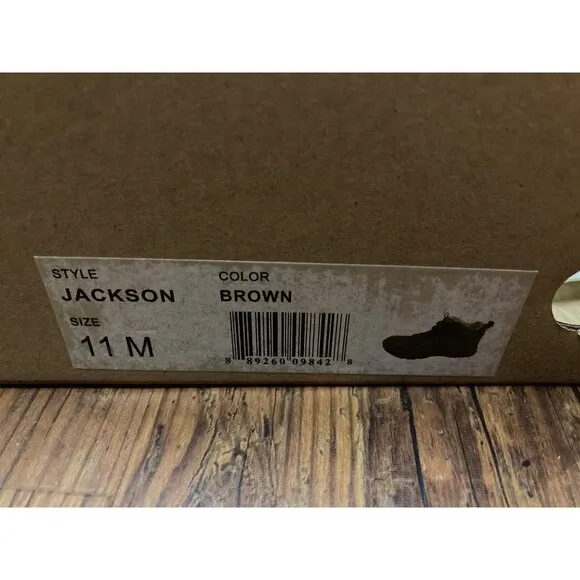 STYLE
JACKSON
COLOR
BROWN
SIZE
11 M
8 89260 09842 8